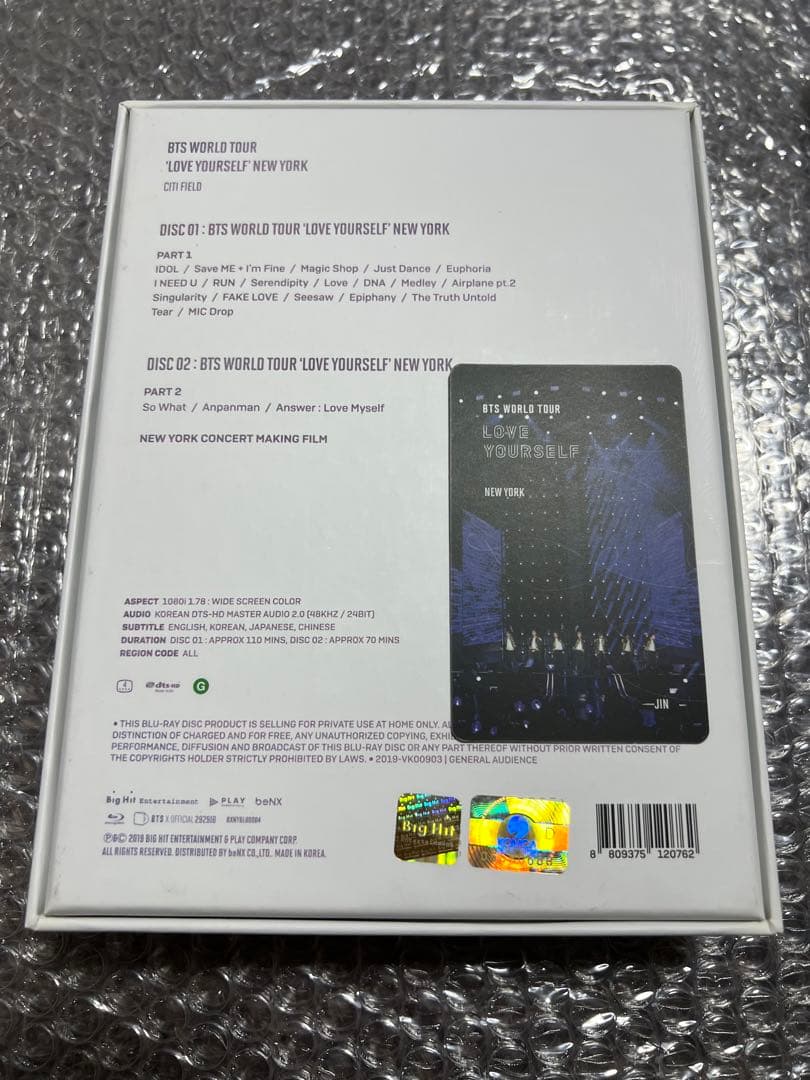 BTS WORLD TOUR
'LOVE YOURSELF' NEW YORK
CITI FIELD
DISC 01 : BTS WORLD TOUR 'LOVE YOURSELF' NEW YORK
PART 1
IDOL / Save ME + I'm Fine / Magic Shop / Just Dance / Euphoria
I NEED U / RUN / Serendipity / Love / DNA / Medley / Airplane pt.2
Singularity / FAKE LOVE / Seesaw / Epiphany / The Truth Untold
Tear / MIC Drop
DISC 02 : BTS WORLD TOUR 'LOVE YOURSELF' NEW YORK
PART 2
So What / Anpanman / Answer : Love Myself
NEW YORK CONCERT MAKING FILM
BTS WORLD TOUR
LOVE
YOURSELF
NEW YORK
JIN
ASPECT 1080i 1.78 : WIDE SCREEN COLOR
AUDIO KOREAN DTS-HD MASTER AUDIO 2.0 (48KHZ / 24BIT)
SUBTITLE ENGLISH, KOREAN, JAPANESE, CHINESE
DURATION DISC 01 : APPROX 110 MINS, DISC 02 : APPROX 70 MINS
REGION CODE ALL
4 dts-HD G
• THIS BLU-RAY DISC PRODUCT IS SELLING FOR PRIVATE USE AT HOME ONLY.
DISTINCTION OF CHARGED AND FOR FREE, ANY UNAUTHORIZED COPYING,
PERFORMANCE, DIFFUSION AND BROADCAST OF THIS BLU-RAY DISC OR ANY PART THEREOF WITHOUT PRIOR WRITTEN CONSENT OF
THE COPYRIGHTS HOLDER STRICTLY PROHIBITED BY LAWS. • 2019-VK00903 | GENERAL AUDIENCE
Big Hit Entertainment PLAY beNX
BTS X OFFICIAL
Ⓟ&© 2019 BIG HIT ENTERTAINMENT & PLAY COMPANY CORP.
ALL RIGHTS RESERVED. DISTRIBUTED BY beNX CO.,LTD. MADE IN KOREA.
Big Hit
8 809375 120762